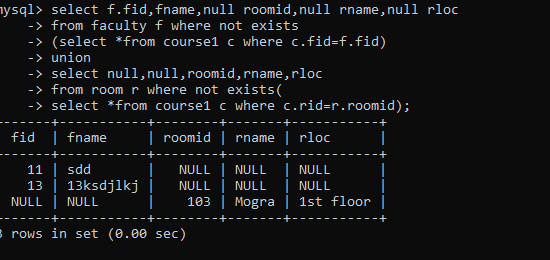 mysql> select f.fid,fname,null roomid,null rname,null rloc
-> from faculty f where not exists
-> (select *from course1 c where c.fid=f.fid)
-> union
-> select null,null,roomid,rname,rloc
-> from room r where not exists(
-> select *from course1 c where c.rid=r.roomid);
-------+-----------+--------+-------+-----------+
fid | fname | roomid | rname | rloc |
-------+-----------+--------+-------+-----------+
11 | sdd | NULL | NULL | NULL |
13 | 13ksdjlkj | NULL | NULL | NULL |
NULL | NULL | 103 | Mogra | 1st floor |
-------+-----------+--------+-------+-----------+
3 rows in set (0.00 sec)